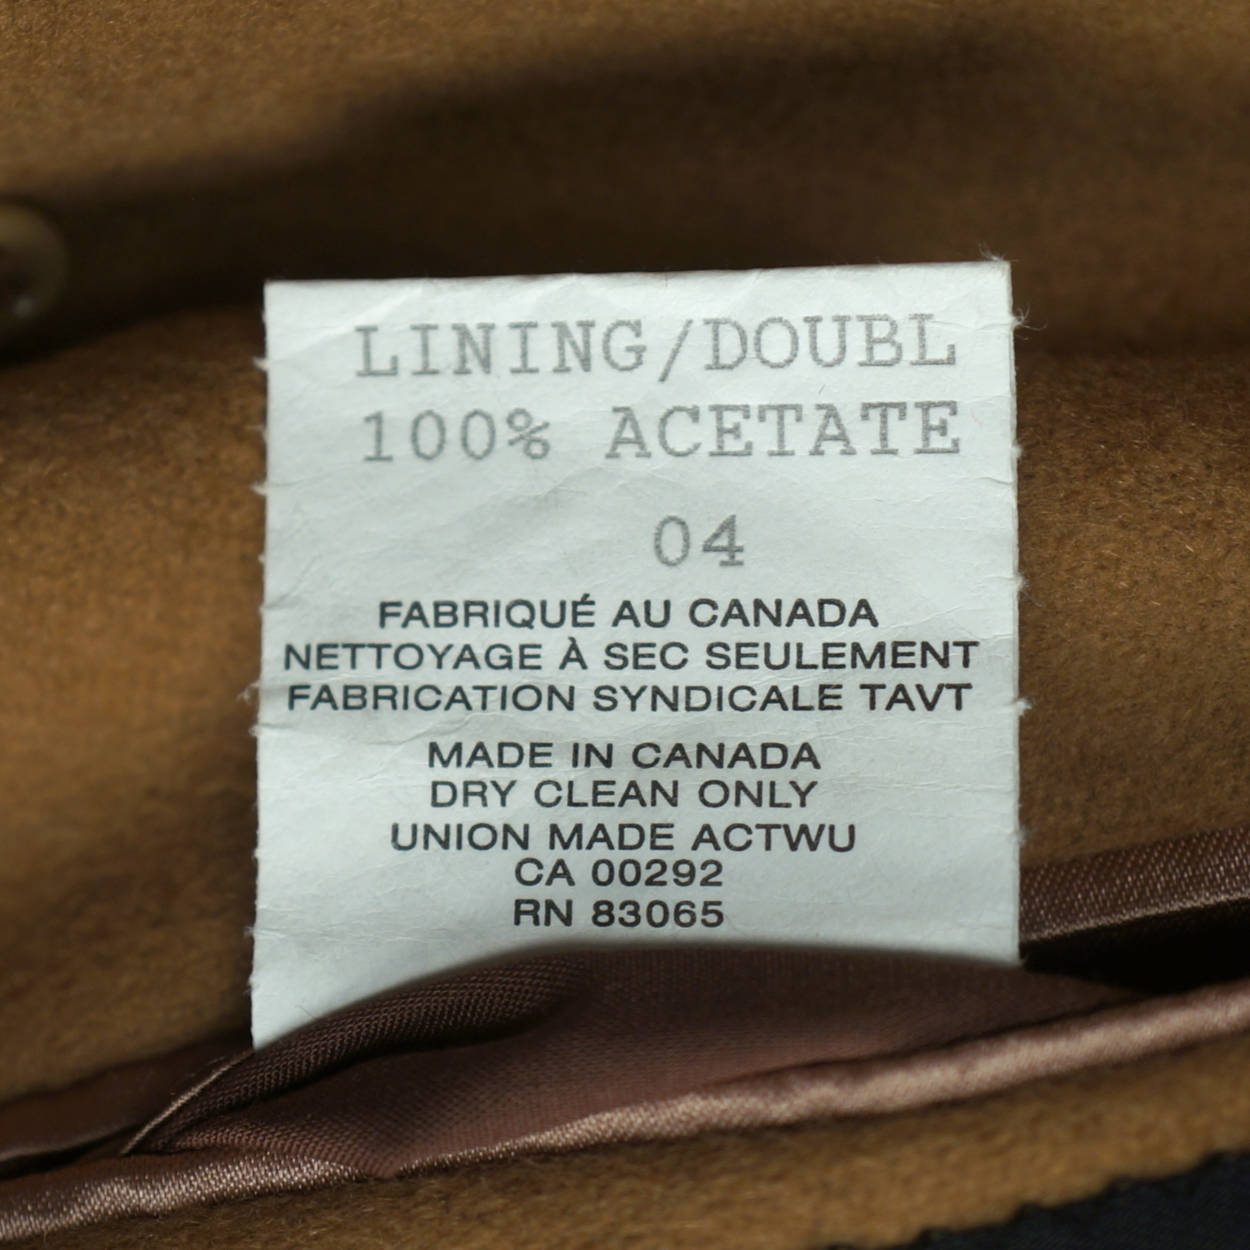 LINING/DOUBL
100% ACETATE
04
FABRIQUÉ AU CANADA
NETTOYAGE À SEC SEULEMENT
FABRICATION SYNDICALE TAVT
MADE IN CANADA
DRY CLEAN ONLY
UNION MADE ACTWU
CA 00292
RN 83065